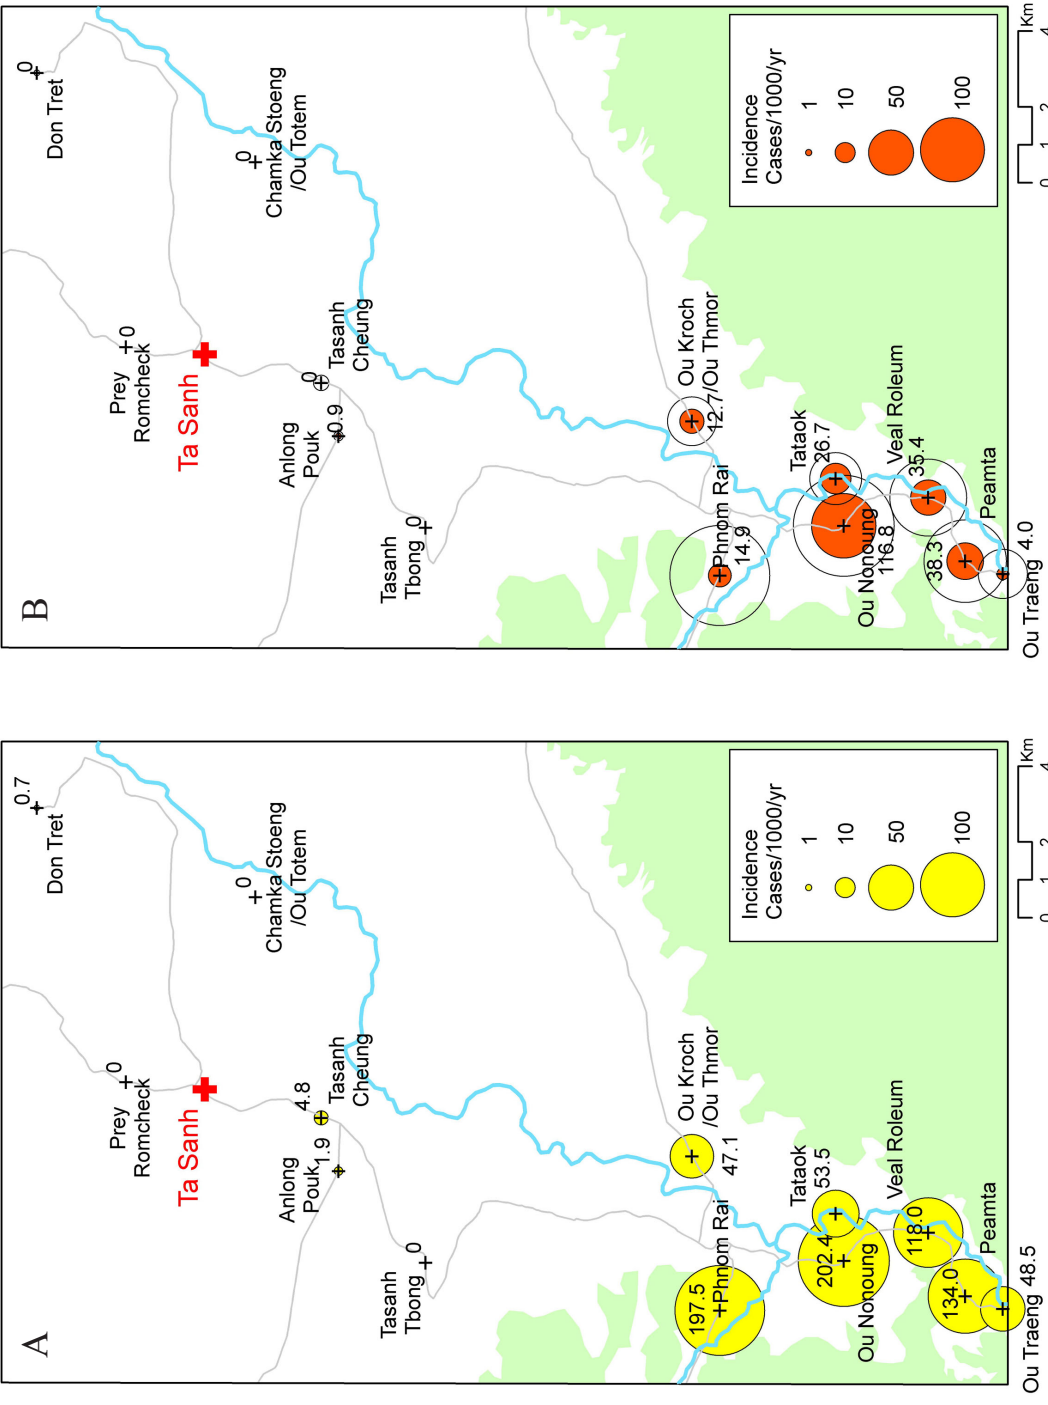 A
Don Tret
0.7
Prey
Romcheck
0
Ta Sanh
Chamka Stoeng
/Ou Totem
0
Tasanh
Cheung
4.8
Anlong
Pouk
1.9
Tasanh
Tbong
0
Ou Kroch
/Ou Thmor
47.1
Phnom Rai
197.5
Tataok
53.5
Ou Nonoung
202.4
Veal Roleum
118.0
Peamta
134.0
Ou Traeng 48.5
Incidence
Cases/1000/yr
1
10
50
100
0 1 2 4 Km
B
Don Tret
0
Prey
Romcheck
0
Ta Sanh
Chamka Stoeng
/Ou Totem
0
Tasanh
Cheung
0
Anlong
Pouk
0.9
Tasanh
Tbong
0
Ou Kroch
12.7/Ou Thmor
Phnom Rai
14.9
Tataok
26.7
Ou Nonoung
116.8
Veal Roleum
35.4
Peamta
38.3
Ou Traeng 4.0
Incidence
Cases/1000/yr
1
10
50
100
0 1 2 4 Km